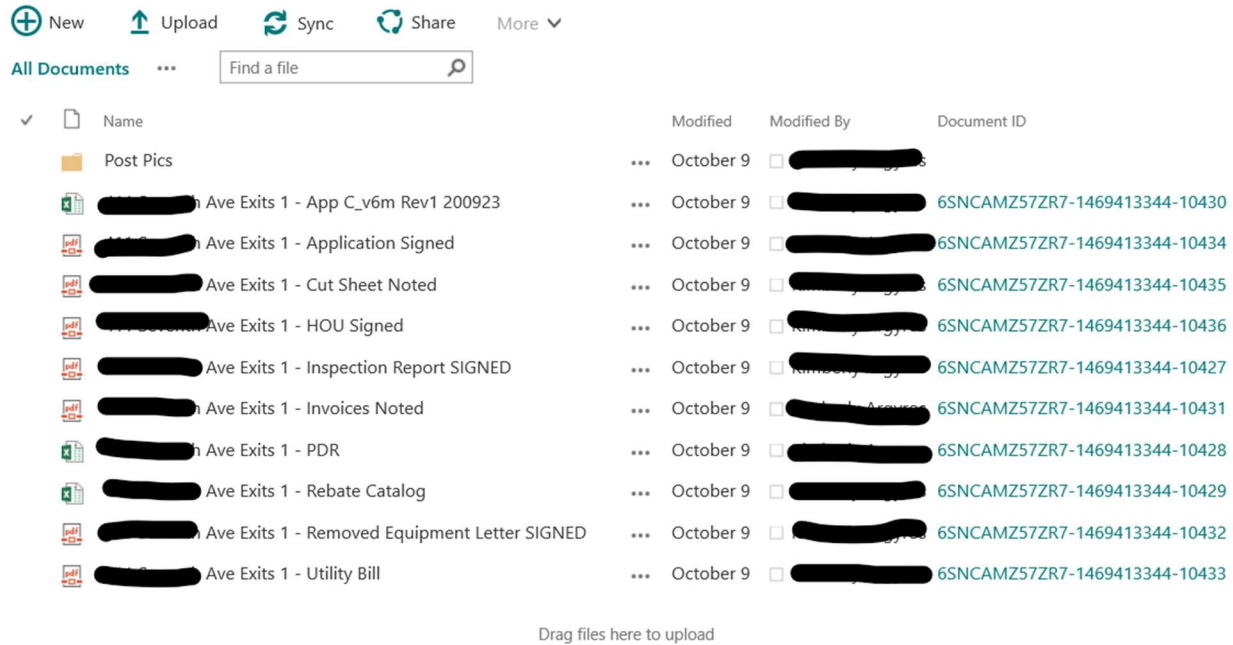 New Upload Sync Share More
All Documents ... Find a file
Name Modified Modified By Document ID
Post Pics ... October 9
Ave Exits 1 - App C_v6m Rev1 200923 ... October 9 6SNCAMZ57ZR7-1469413344-10430
Ave Exits 1 - Application Signed ... October 9 6SNCAMZ57ZR7-1469413344-10434
Ave Exits 1 - Cut Sheet Noted ... October 9 6SNCAMZ57ZR7-1469413344-10435
Ave Exits 1 - HOU Signed ... October 9 6SNCAMZ57ZR7-1469413344-10436
Ave Exits 1 - Inspection Report SIGNED ... October 9 6SNCAMZ57ZR7-1469413344-10427
Ave Exits 1 - Invoices Noted ... October 9 6SNCAMZ57ZR7-1469413344-10431
Ave Exits 1 - PDR ... October 9 6SNCAMZ57ZR7-1469413344-10428
Ave Exits 1 - Rebate Catalog ... October 9 6SNCAMZ57ZR7-1469413344-10429
Ave Exits 1 - Removed Equipment Letter SIGNED ... October 9 6SNCAMZ57ZR7-1469413344-10432
Ave Exits 1 - Utility Bill ... October 9 6SNCAMZ57ZR7-1469413344-10433
Drag files here to upload